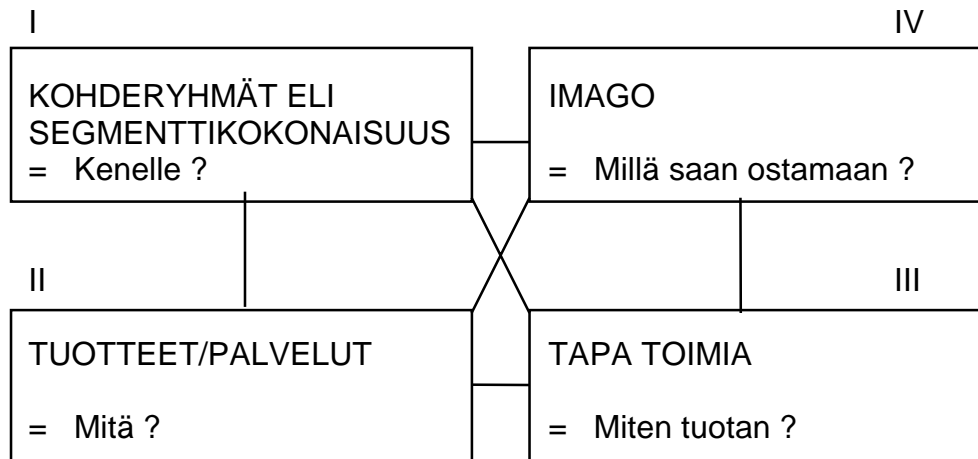 I
IV
KOHDERYHMÄT ELI
SEGMENTTIKOKONAISUUS
= Kenelle ?
IMAGO
= Millä saan ostamaan ?
II
III
TUOTTEET/PALVELUT
= Mitä ?
TAPA TOIMIA
= Miten tuotan ?